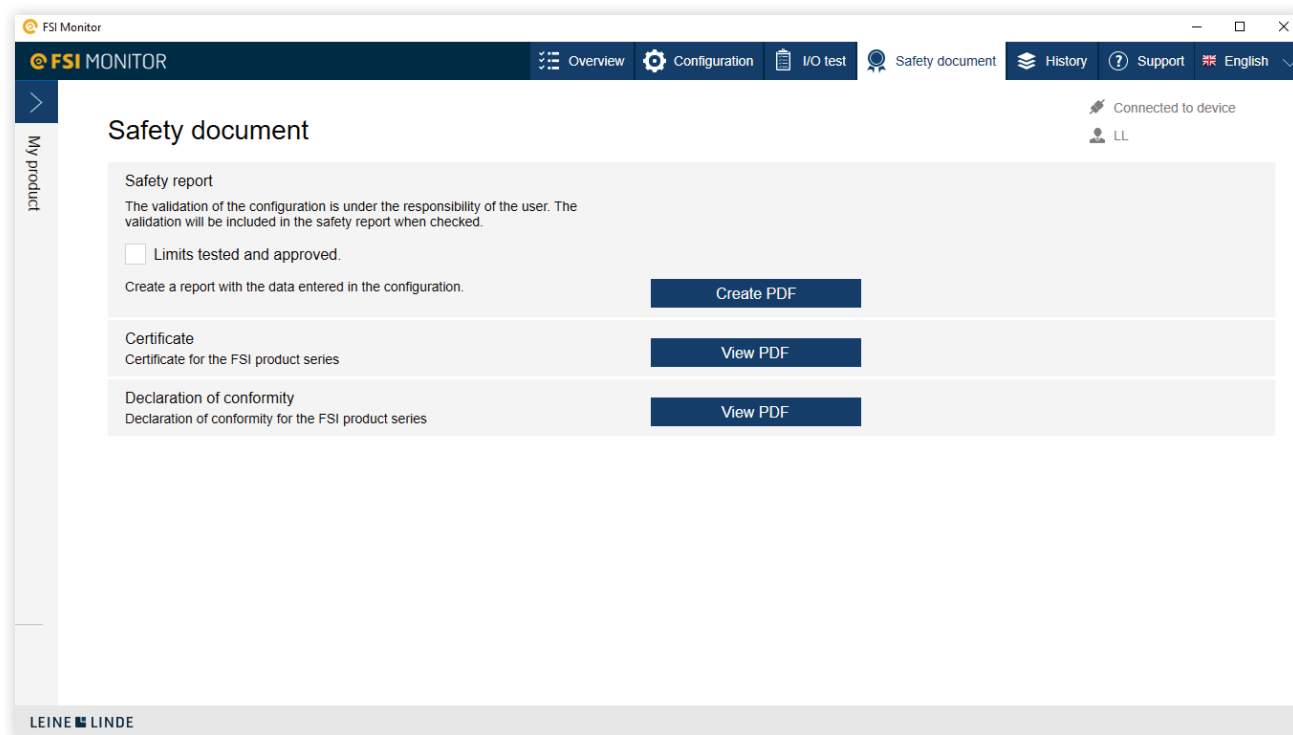 FSI Monitor
FSI MONITOR
Overview
Configuration
I/O test
Safety document
History
Support
English
My product
Connected to device
LL
Safety document
Safety report
The validation of the configuration is under the responsibility of the user. The
validation will be included in the safety report when checked.
Limits tested and approved.
Create a report with the data entered in the configuration.
Create PDF
Certificate
Certificate for the FSI product series
View PDF
Declaration of conformity
Declaration of conformity for the FSI product series
View PDF
LEINE LINDE